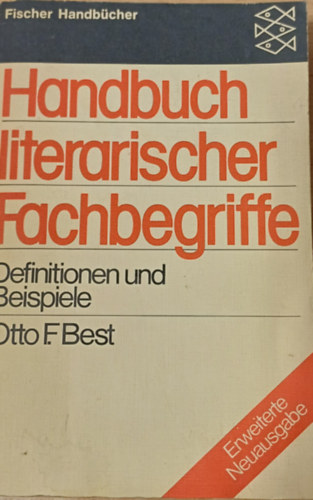 Fischer Handbücher
Handbuch
literarischer
Fachbegriffe
Definitionen und
Beispiele
Otto F. Best
Erweiterte
Neuausgabe